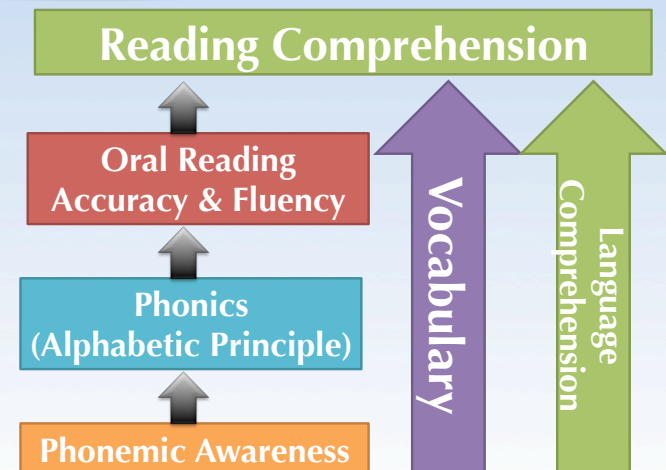 Reading Comprehension
Oral Reading
Accuracy & Fluency
Phonics
(Alphabetic Principle)
Phonemic Awareness
Vocabulary
Language
Comprehension